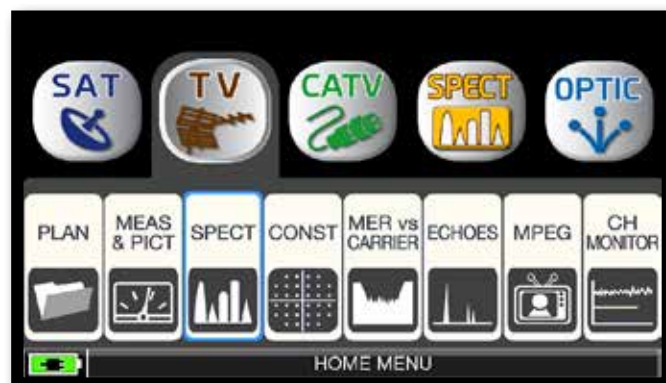 SAT TV CATV SPECT OPTIC
PLAN MEAS & PICT SPECT CONST MER vs CARRIER ECHOES MPEG CH MONITOR
HOME MENU